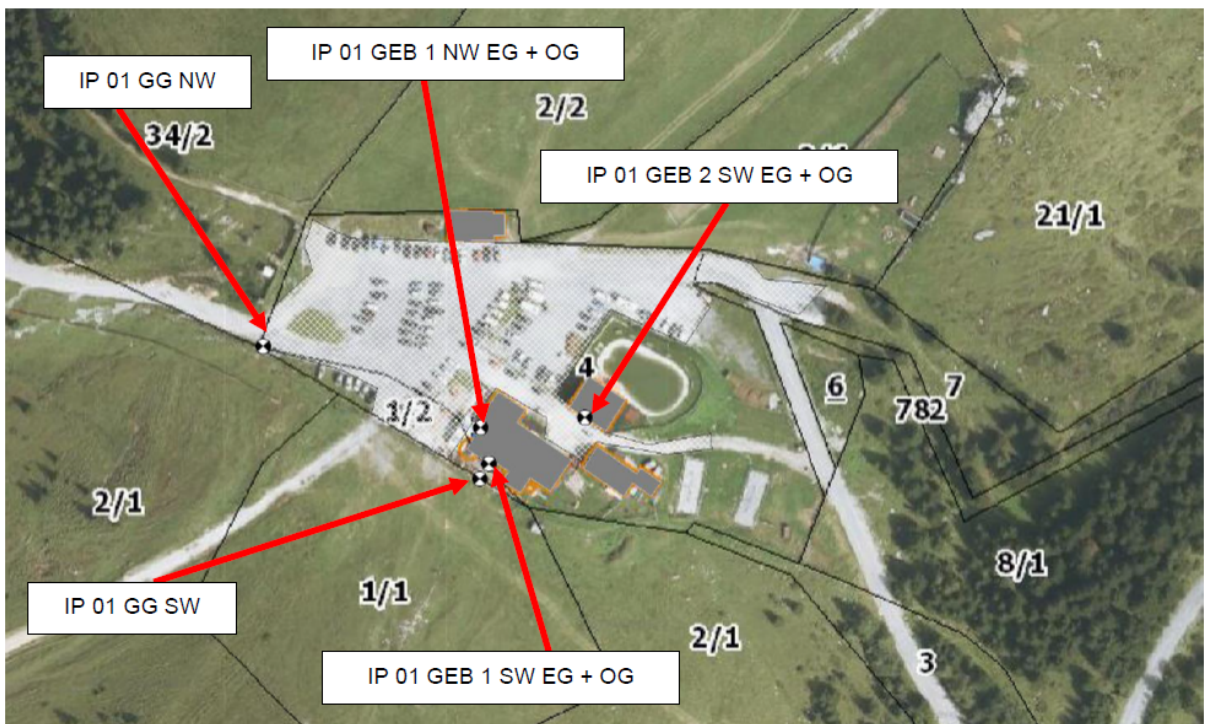 IP 01 GEB 1 NW EG + OG
IP 01 GG NW
2/2
34/2
IP 01 GEB 2 SW EG + OG
21/1
4
6
7
782
1/2
2/1
8/1
1/1
IP 01 GG SW
2/1
3
IP 01 GEB 1 SW EG + OG